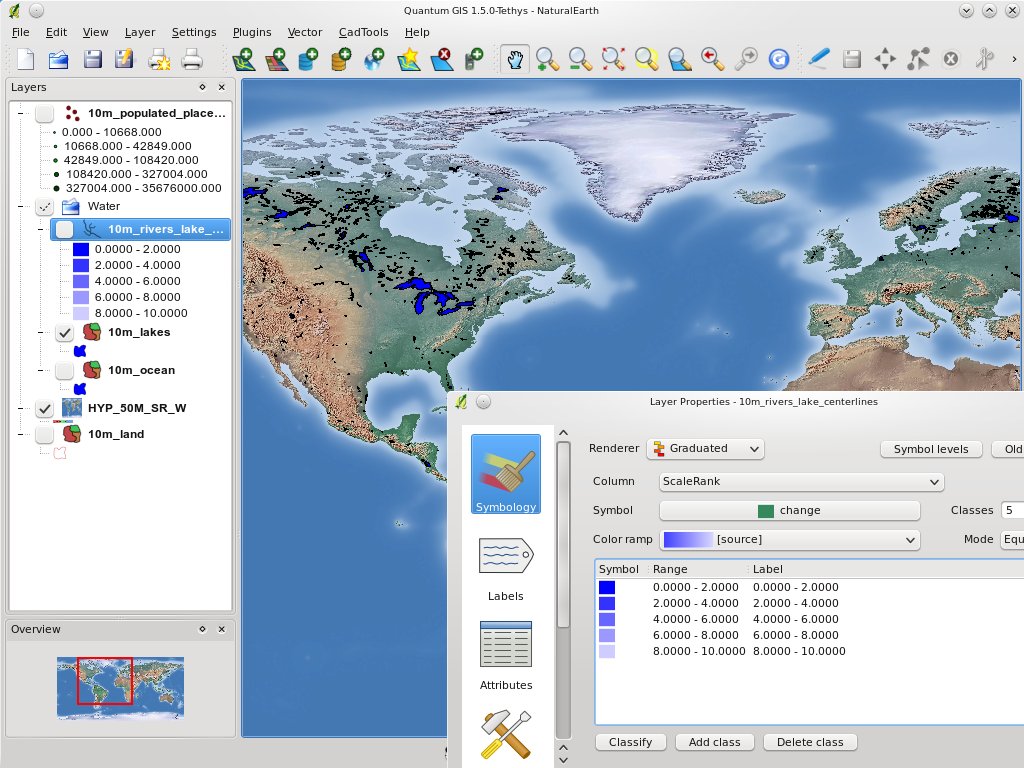 Quantum GIS 1.5.0-Tethys - NaturalEarth
File Edit View Layer Settings Plugins Vector CadTools Help
Layers
10m_populated_place...
0.000 - 10668.000
10668.000 - 42849.000
42849.000 - 108420.000
108420.000 - 327004.000
327004.000 - 35676000.000
Water
10m_rivers_lake_...
0.0000 - 2.0000
2.0000 - 4.0000
4.0000 - 6.0000
6.0000 - 8.0000
8.0000 - 10.0000
10m_lakes
10m_ocean
HYP_50M_SR_W
10m_land
Overview
Layer Properties - 10m_rivers_lake_centerlines
Symbology
Labels
Attributes
Renderer Graduated Symbol levels Old
Column ScaleRank
Symbol change Classes 5
Color ramp [source] Mode Equ
Symbol Range Label
0.0000 - 2.0000 0.0000 - 2.0000
2.0000 - 4.0000 2.0000 - 4.0000
4.0000 - 6.0000 4.0000 - 6.0000
6.0000 - 8.0000 6.0000 - 8.0000
8.0000 - 10.0000 8.0000 - 10.0000
Classify Add class Delete class